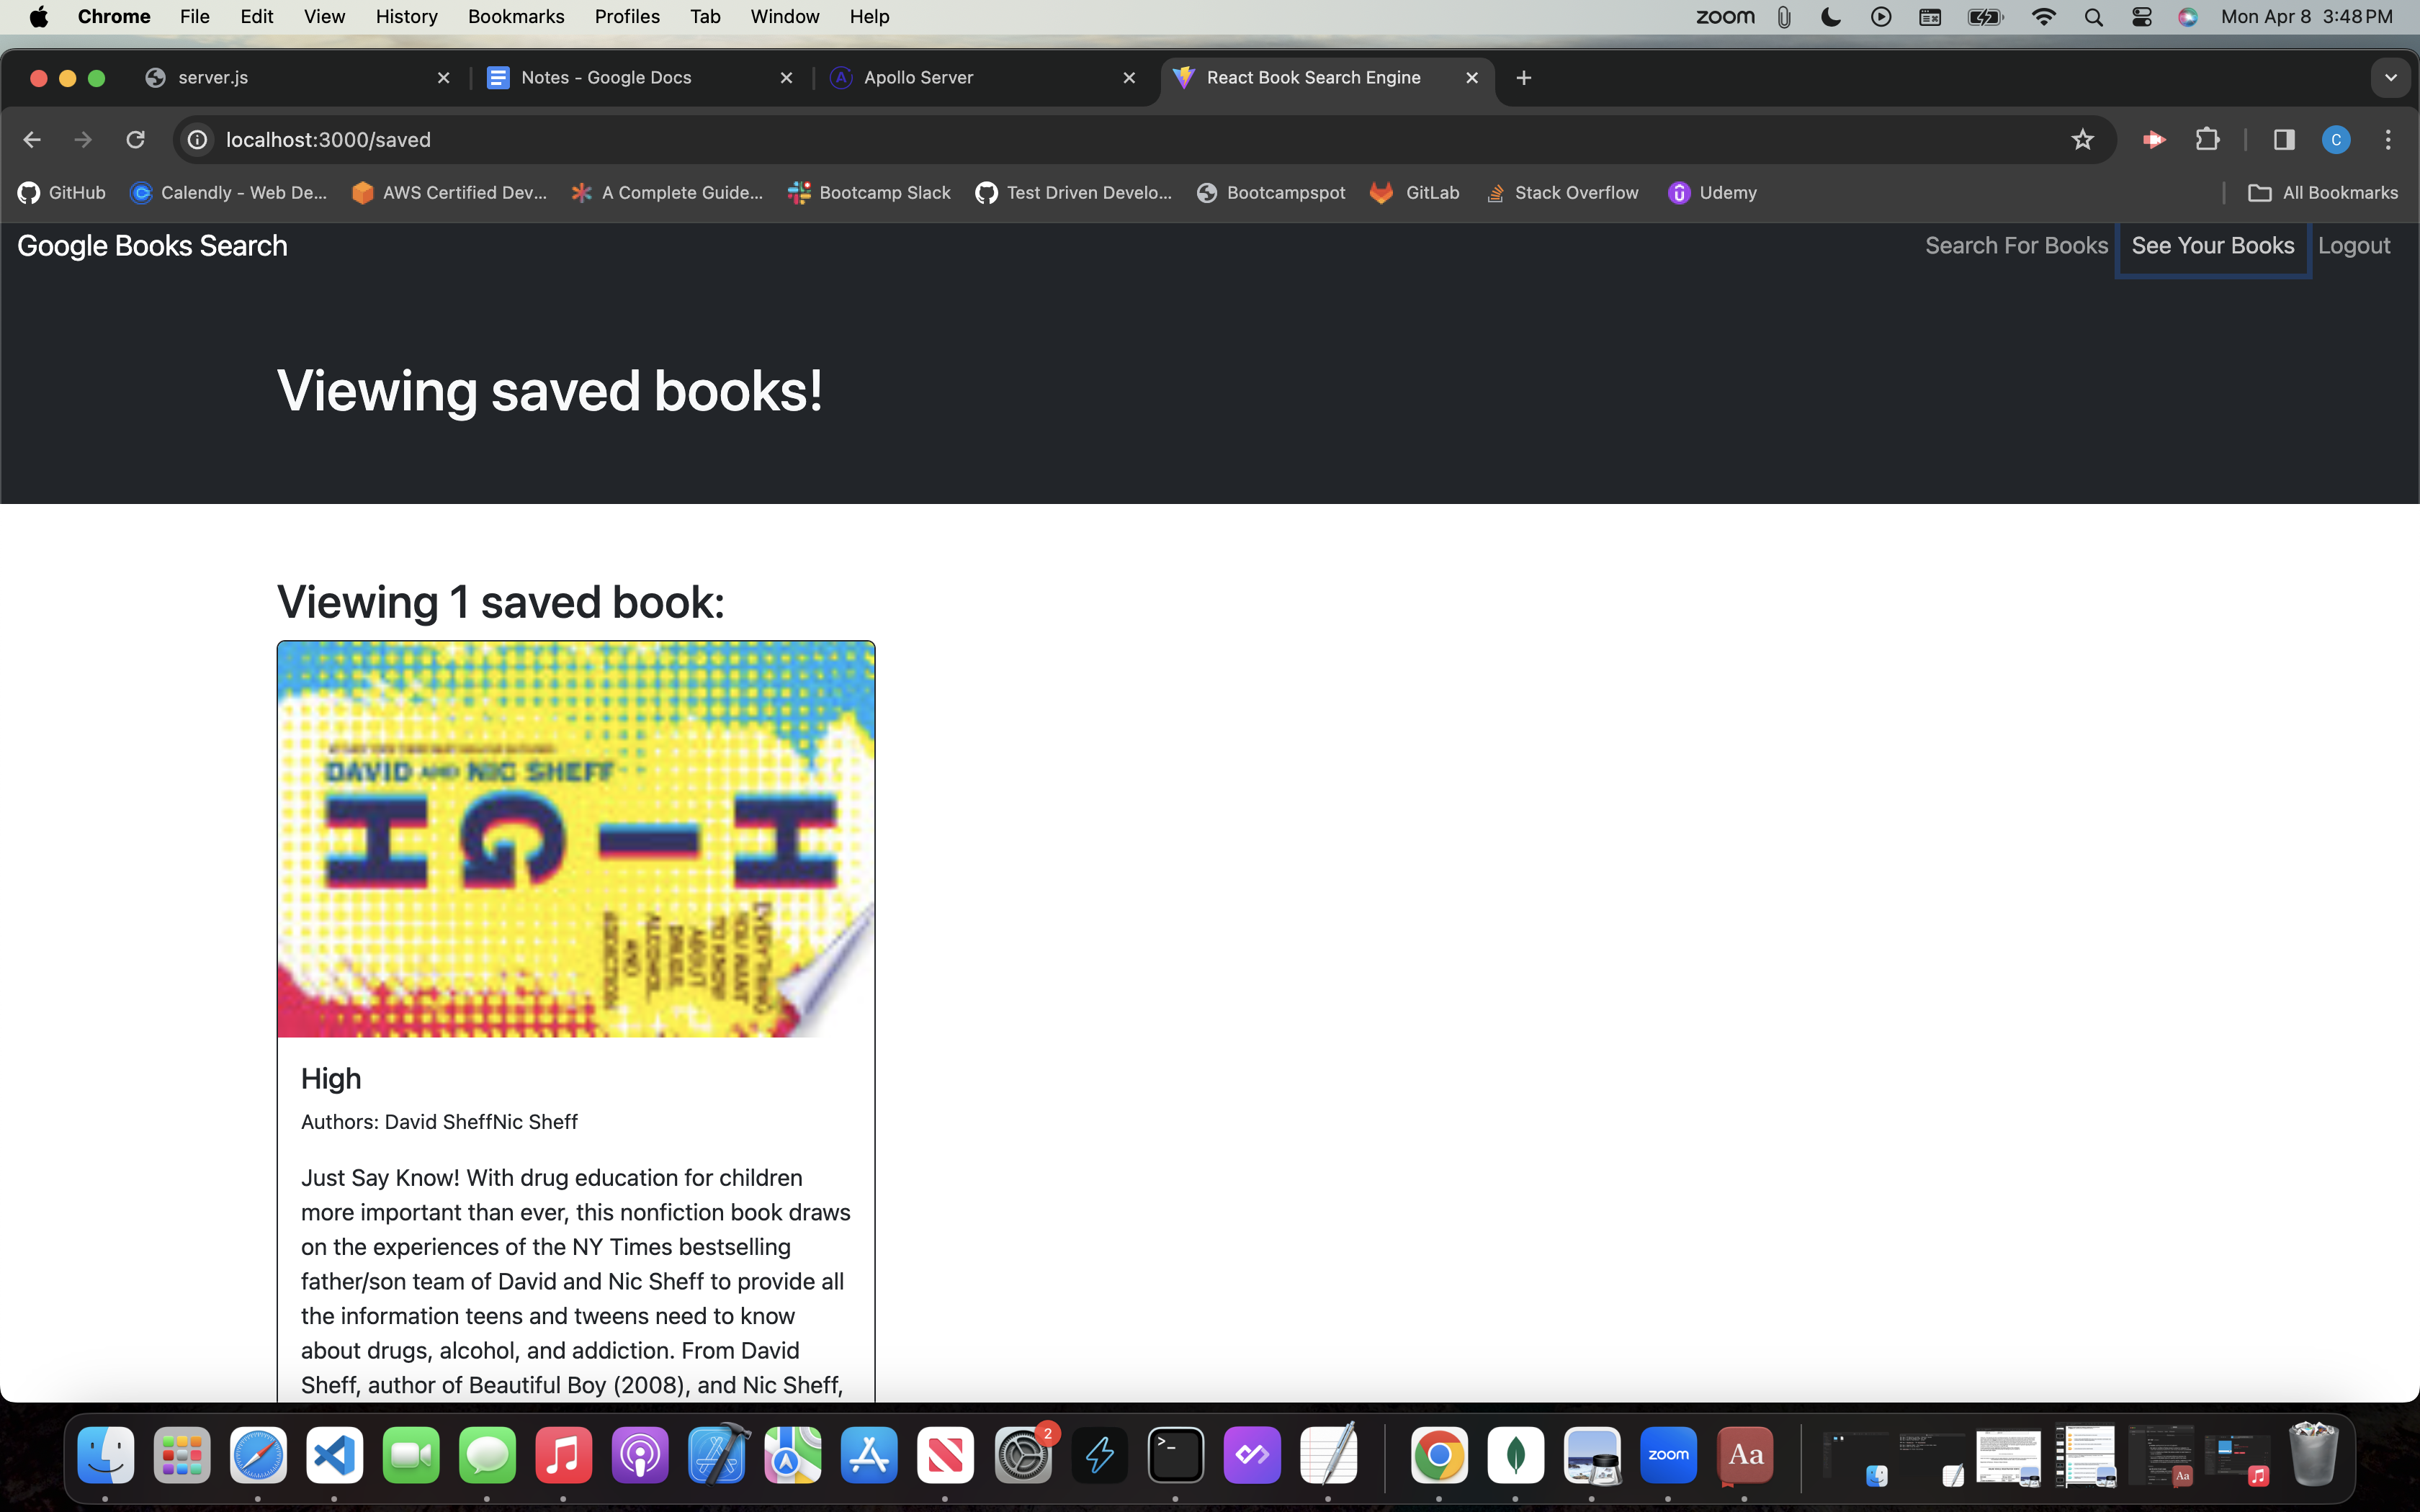 Chrome File Edit View History Bookmarks Profiles Tab Window Help zoom Mon Apr 8 3:48 PM
server.js Notes - Google Docs Apollo Server React Book Search Engine
localhost:3000/saved C
GitHub Calendly - Web De... AWS Certified Dev... A Complete Guide... Bootcamp Slack Test Driven Develo... Bootcampspot GitLab Stack Overflow Udemy All Bookmarks
Google Books Search Search For Books See Your Books Logout
Viewing saved books!
Viewing 1 saved book:
DAVID AND NIC SHEFF
H G I H
EVERYTHING
YOU WANT
TO KNOW
ABOUT
DRUGS,
ALCOHOL,
AND
ADDICTION
High
Authors: David SheffNic Sheff
Just Say Know! With drug education for children
more important than ever, this nonfiction book draws
on the experiences of the NY Times bestselling
father/son team of David and Nic Sheff to provide all
the information teens and tweens need to know
about drugs, alcohol, and addiction. From David
Sheff, author of Beautiful Boy (2008), and Nic Sheff,
2
zoom
Aa